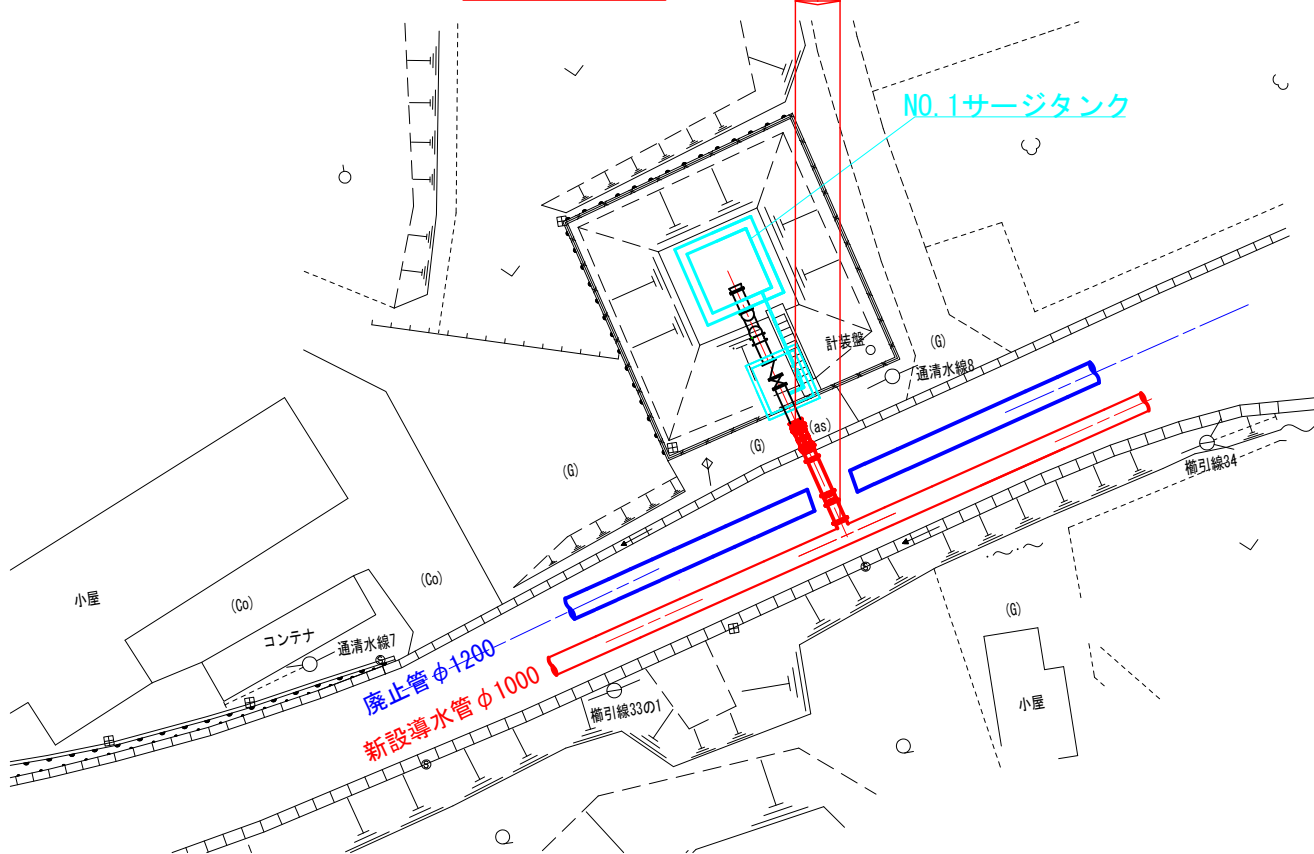 NO.1サージタンク
計装盤
(G)
通清水線8
(as)
(G)
(G)
櫛引線34
小屋
(Co)
(Co)
コンテナ
通清水線7
(G)
廃止管φ1200
新設導水管φ1000
櫛引線33の1
小屋